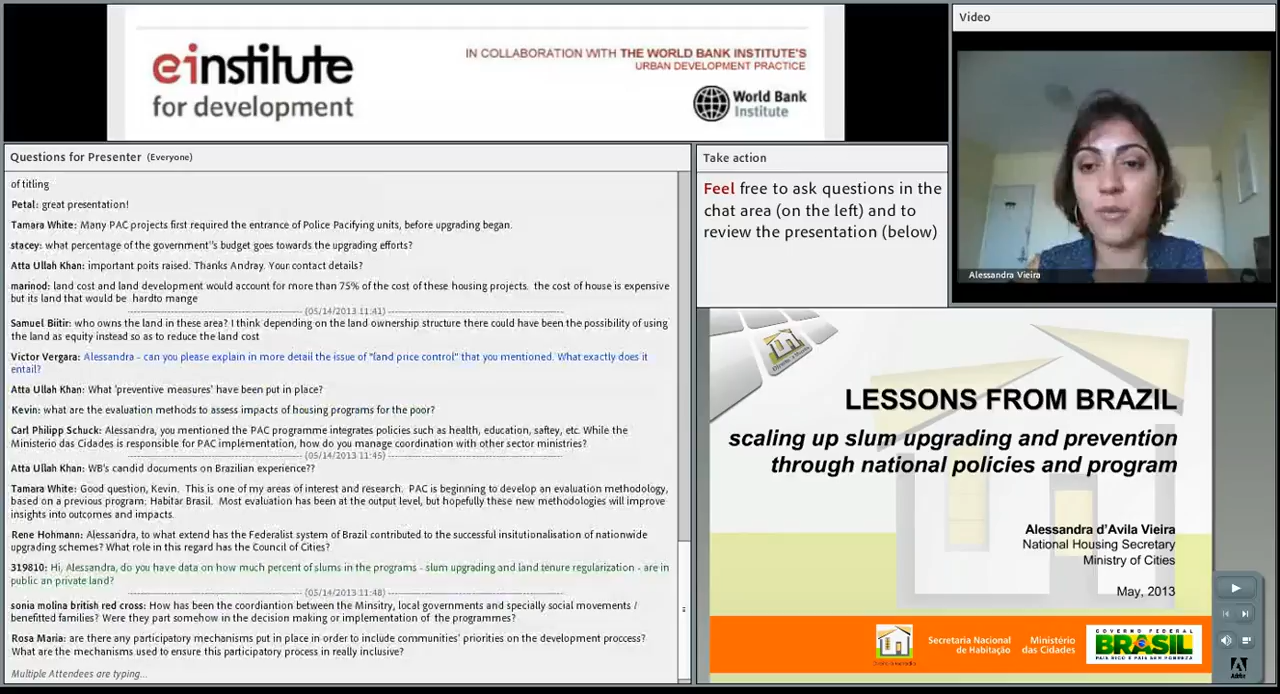 einstitute
for development
IN COLLABORATION WITH THE WORLD BANK INSTITUTE'S
URBAN DEVELOPMENT PRACTICE
World Bank
Institute
Video
Alessandra Vieira
Questions for Presenter (Everyone)
of titling
Petal: great presentation!
Tamara White: Many PAC projects first required the entrance of Police Pacifying units, before upgrading began.
stacey: what percentage of the government''s budget goes towards the upgrading efforts?
Atta Ullah Khan: important poits raised. Thanks Andray. Your contact details?
marinod: land cost and land development would account for more than 75% of the cost of these housing projects. the cost of house is expensive
but its land that would be hardto mange
(05/14/2013 11:41)
Samuel Biitir: who owns the land in these area? I think depending on the land ownership structure there could have been the possibility of using
the land as equity instead so as to reduce the land cost
Victor Vergara: Alessandra - can you please explain in more detail the issue of "land price control" that you mentioned. What exactly does it
entail?
Atta Ullah Khan: What 'preventive measures' have been put in place?
Kevin: what are the evaluation methods to assess impacts of housing programs for the poor?
Carl Philipp Schuck: Alessandra, you mentioned the PAC programme integrates policies such as health, education, saftey, etc. While the
Ministerio das Cidades is responsible for PAC implementation, how do you manage coordination with other sector ministries?
(05/14/2013 11:45)
Atta Ullah Khan: WB's candid documents on Brazilian experience??
Tamara White: Good question, Kevin. This is one of my areas of interest and research. PAC is beginning to develop an evaluation methodology,
based on a previous program; Habitar Brasil. Most evaluation has been at the output level, but hopefully these new methodologies will improve
insights into outcomes and impacts.
Rene Hohmann: Alessandra, to what extend has the Federalist system of Brazil contributed to the successful insitutionalisation of nationwide
upgrading schemes? What role in this regard has the Council of Cities?
319810: Hi, Alessandra, do you have data on how much percent of slums in the programs - slum upgrading and land tenure regularization - are in
public an private land?
(05/14/2013 11:48)
sonia molina british red cross: How has been the coordiantion between the Minsitry, local governments and specially social movements /
benefitted families? Were they part somehow in the decision making or implementation of the programmes?
Rosa Maria: are there any participatory mechanisms put in place in order to include communities' priorities on the development proccess?
What are the mechanisms used to ensure this participatory process in really inclusive?
Multiple Attendees are typing...
Take action
Feel free to ask questions in the
chat area (on the left) and to
review the presentation (below)
LESSONS FROM BRAZIL
scaling up slum upgrading and prevention
through national policies and program
Alessandra d'Avila Vieira
National Housing Secretary
Ministry of Cities
May, 2013
Secretaria Nacional
de Habitação
Ministério
das Cidades
GOVERNO FEDERAL
BRASIL
PAÍS RICO É PAÍS SEM POBREZA
Adobe